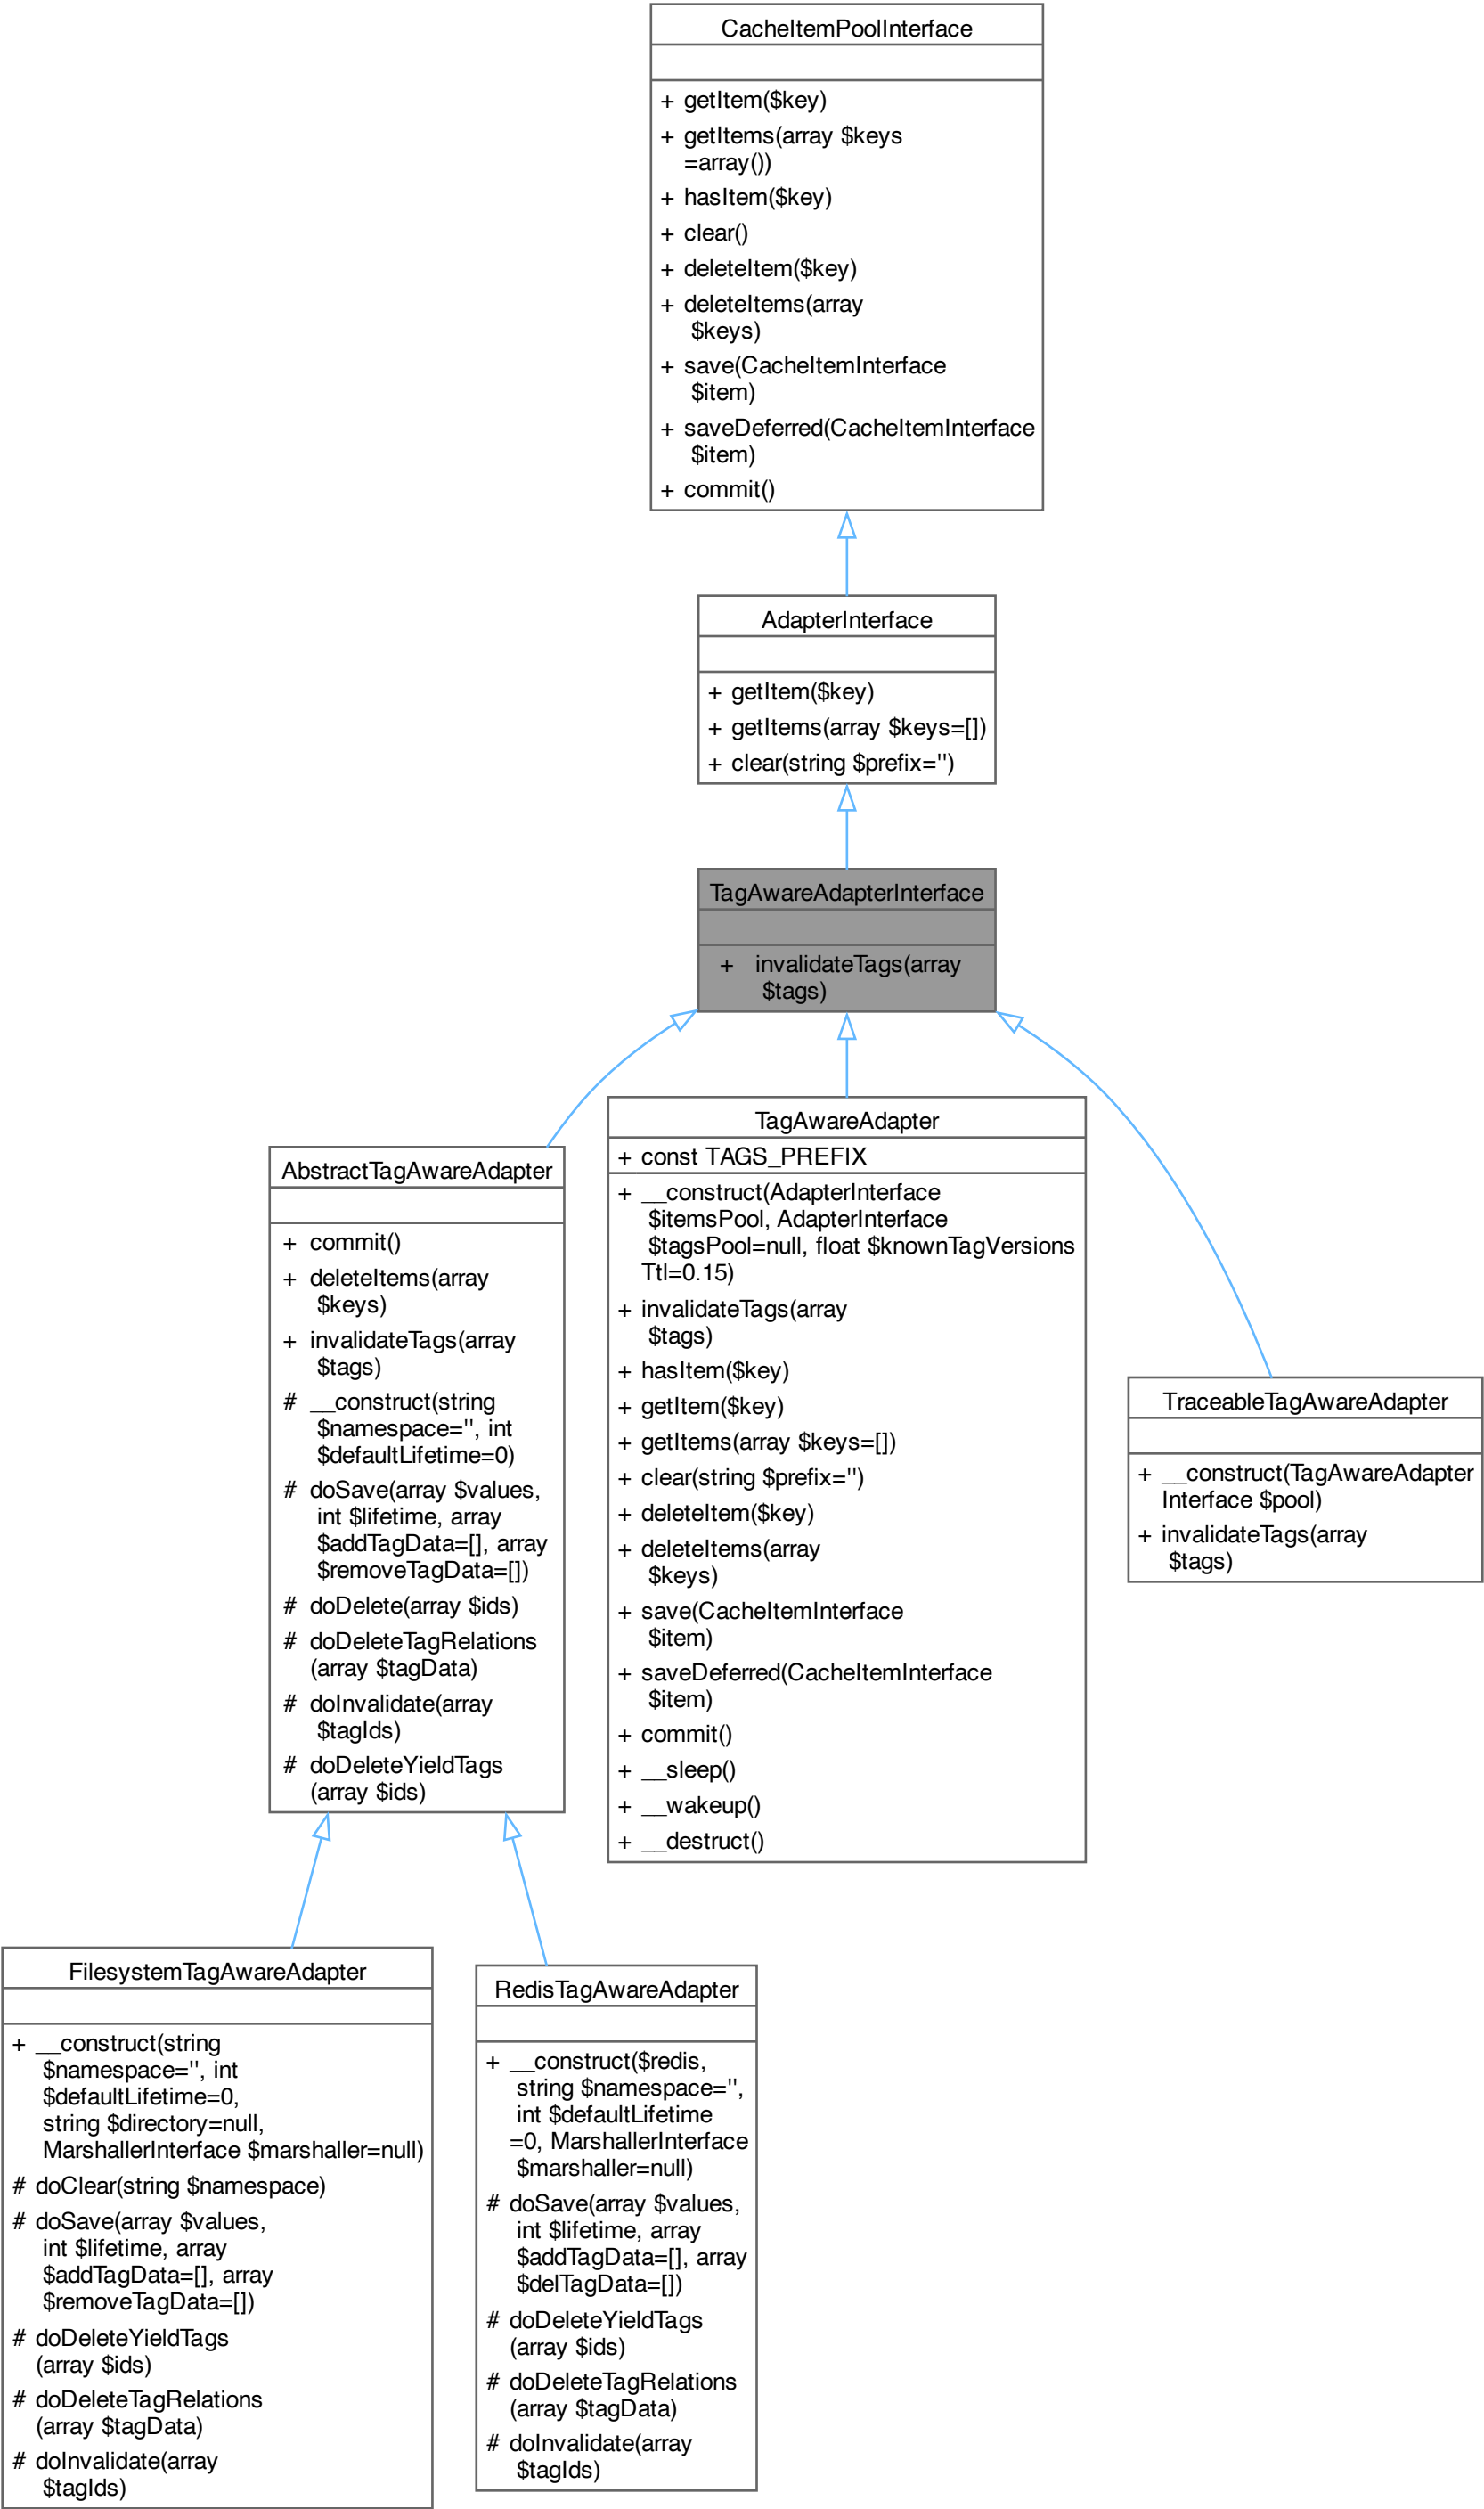 CacheItemPoolInterface
+ getItem($key)
+ getItems(array $keys
=array())
+ hasItem($key)
+ clear()
+ deleteItem($key)
+ deleteItems(array
$keys)
+ save(CacheItemInterface
$item)
+ saveDeferred(CacheItemInterface
$item)
+ commit()
AdapterInterface
+ getItem($key)
+ getItems(array $keys=[])
+ clear(string $prefix='')
TagAwareAdapterInterface
+ invalidateTags(array
$tags)
AbstractTagAwareAdapter
+ commit()
+ deleteItems(array
$keys)
+ invalidateTags(array
$tags)
# __construct(string
$namespace='', int
$defaultLifetime=0)
# doSave(array $values,
int $lifetime, array
$addTagData=[], array
$removeTagData=[])
# doDelete(array $ids)
# doDeleteTagRelations
(array $tagData)
# doInvalidate(array
$tagIds)
# doDeleteYieldTags
(array $ids)
TagAwareAdapter
+ const TAGS_PREFIX
+ __construct(AdapterInterface
$itemsPool, AdapterInterface
$tagsPool=null, float $knownTagVersions
Ttl=0.15)
+ invalidateTags(array
$tags)
+ hasItem($key)
+ getItem($key)
+ getItems(array $keys=[])
+ clear(string $prefix='')
+ deleteItem($key)
+ deleteItems(array
$keys)
+ save(CacheItemInterface
$item)
+ saveDeferred(CacheItemInterface
$item)
+ commit()
+ __sleep()
+ __wakeup()
+ __destruct()
TraceableTagAwareAdapter
+ __construct(TagAwareAdapter
Interface $pool)
+ invalidateTags(array
$tags)
FilesystemTagAwareAdapter
+ __construct(string
$namespace='', int
$defaultLifetime=0,
string $directory=null,
MarshallerInterface $marshaller=null)
# doClear(string $namespace)
# doSave(array $values,
int $lifetime, array
$addTagData=[], array
$removeTagData=[])
# doDeleteYieldTags
(array $ids)
# doDeleteTagRelations
(array $tagData)
# doInvalidate(array
$tagIds)
RedisTagAwareAdapter
+ __construct($redis,
string $namespace='',
int $defaultLifetime
=0, MarshallerInterface
$marshaller=null)
# doSave(array $values,
int $lifetime, array
$addTagData=[], array
$delTagData=[])
# doDeleteYieldTags
(array $ids)
# doDeleteTagRelations
(array $tagData)
# doInvalidate(array
$tagIds)